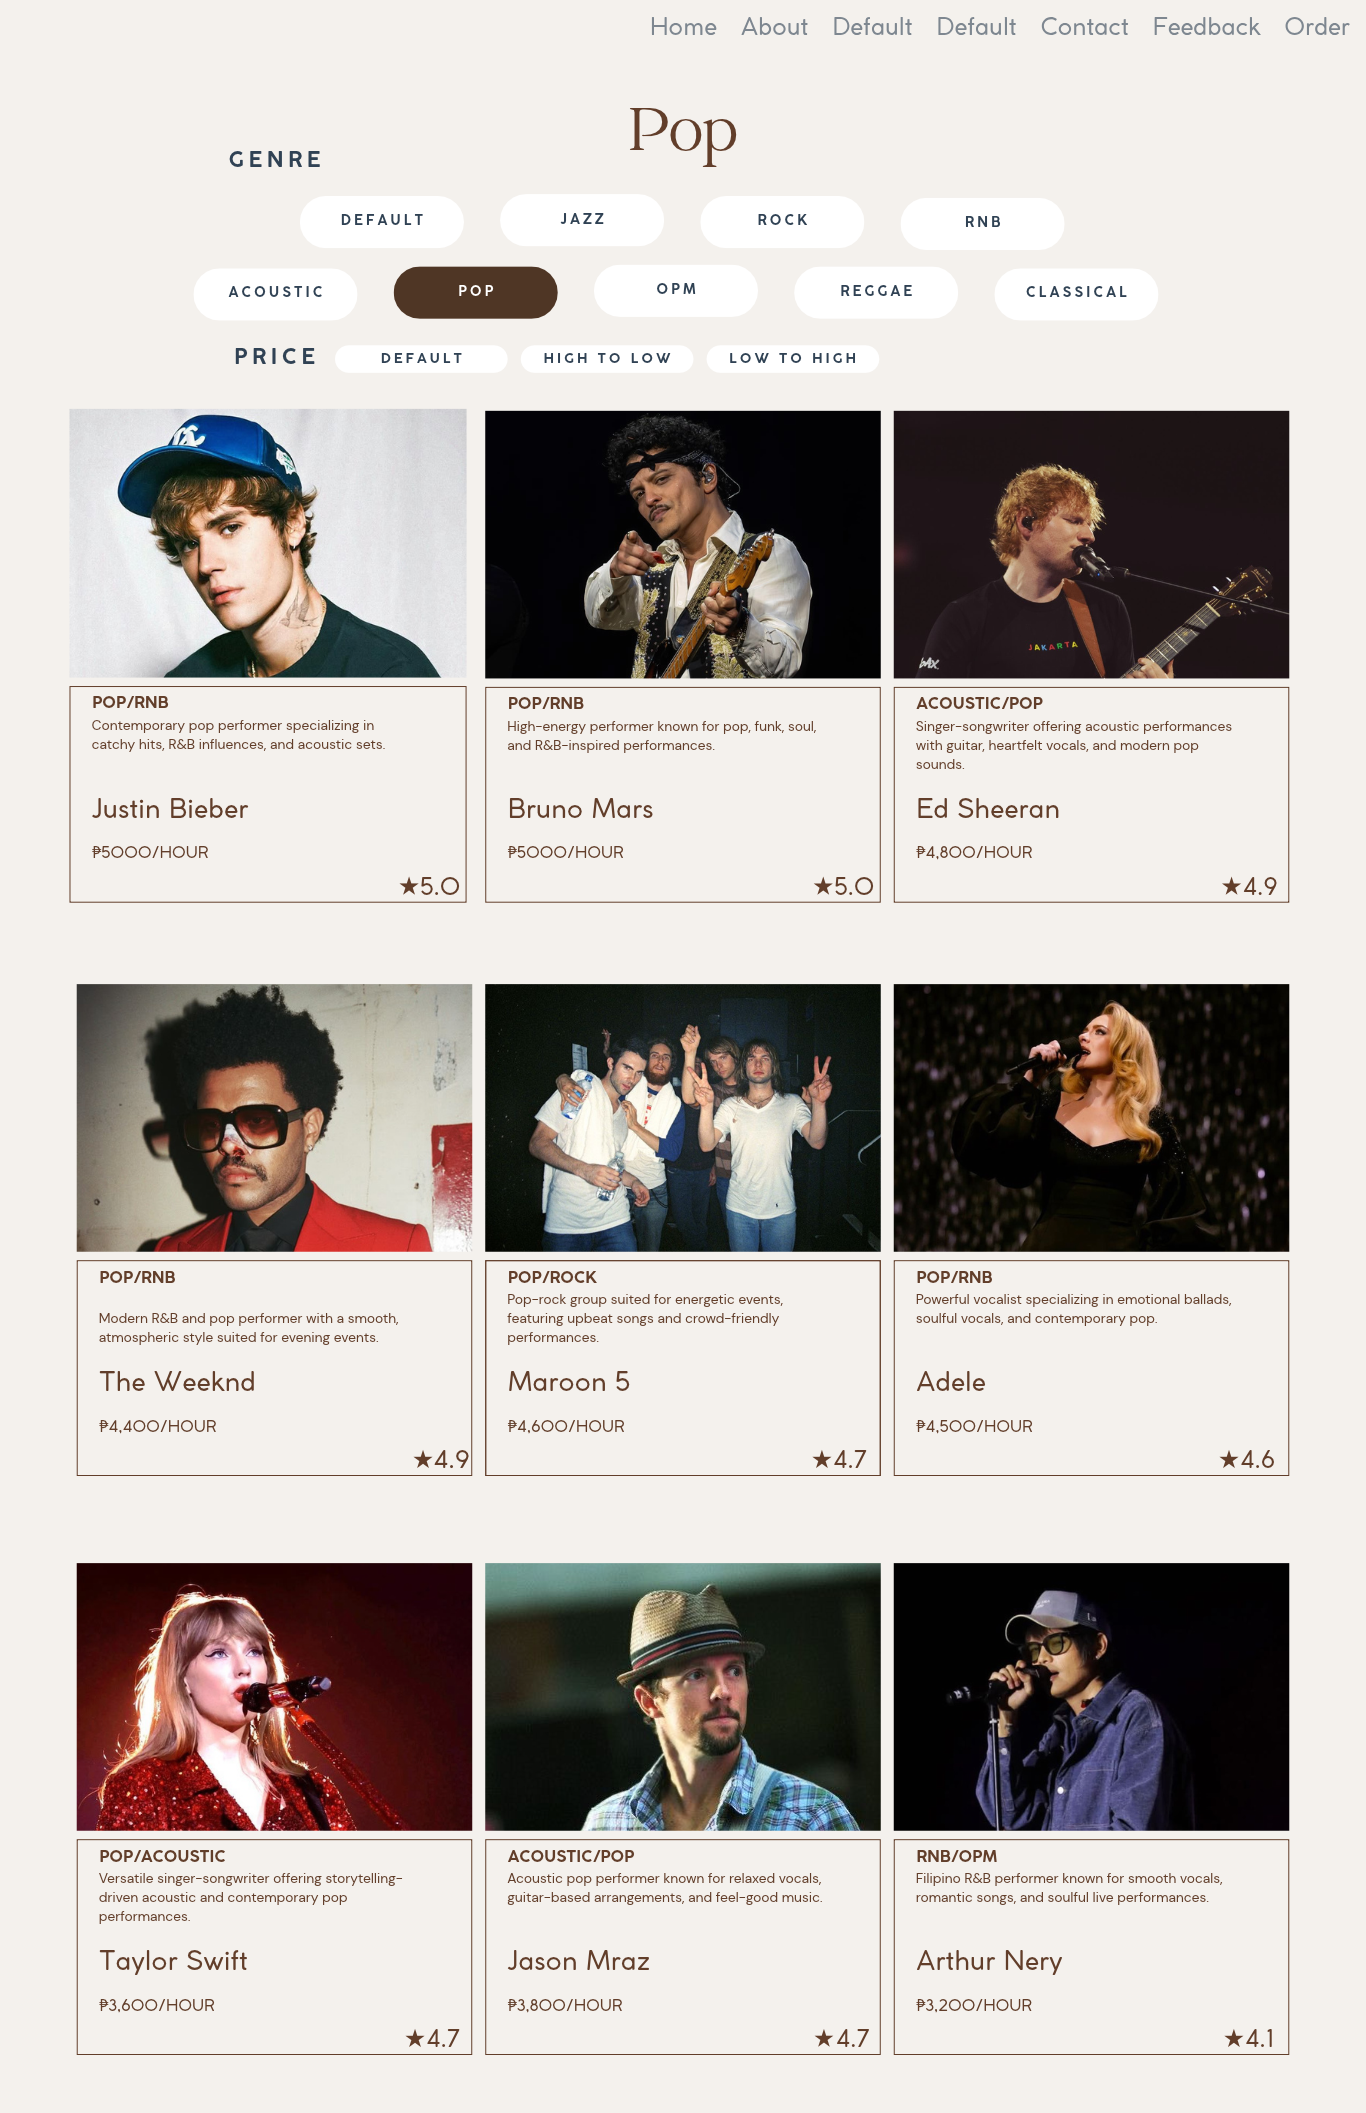 Home About Default Default Contact Feedback Order
Pop
GENRE
DEFAULT JAZZ ROCK RNB
ACOUSTIC POP OPM REGGAE CLASSICAL
PRICE DEFAULT HIGH TO LOW LOW TO HIGH
JAKARTA
POP/RNB
Contemporary pop performer specializing in
catchy hits, R&B influences, and acoustic sets.
Justin Bieber
₱5000/HOUR
★5.0
POP/RNB
High-energy performer known for pop, funk, soul,
and R&B-inspired performances.
Bruno Mars
₱5000/HOUR
★5.0
ACOUSTIC/POP
Singer-songwriter offering acoustic performances
with guitar, heartfelt vocals, and modern pop
sounds.
Ed Sheeran
₱4,800/HOUR
★4.9
POP/RNB
Modern R&B and pop performer with a smooth,
atmospheric style suited for evening events.
The Weeknd
₱4,400/HOUR
★4.9
POP/ROCK
Pop-rock group suited for energetic events,
featuring upbeat songs and crowd-friendly
performances.
Maroon 5
₱4,600/HOUR
★4.7
POP/RNB
Powerful vocalist specializing in emotional ballads,
soulful vocals, and contemporary pop.
Adele
₱4,500/HOUR
★4.6
POP/ACOUSTIC
Versatile singer-songwriter offering storytelling-
driven acoustic and contemporary pop
performances.
Taylor Swift
₱3,600/HOUR
★4.7
ACOUSTIC/POP
Acoustic pop performer known for relaxed vocals,
guitar-based arrangements, and feel-good music.
Jason Mraz
₱3,800/HOUR
★4.7
RNB/OPM
Filipino R&B performer known for smooth vocals,
romantic songs, and soulful live performances.
Arthur Nery
₱3,200/HOUR
★4.1